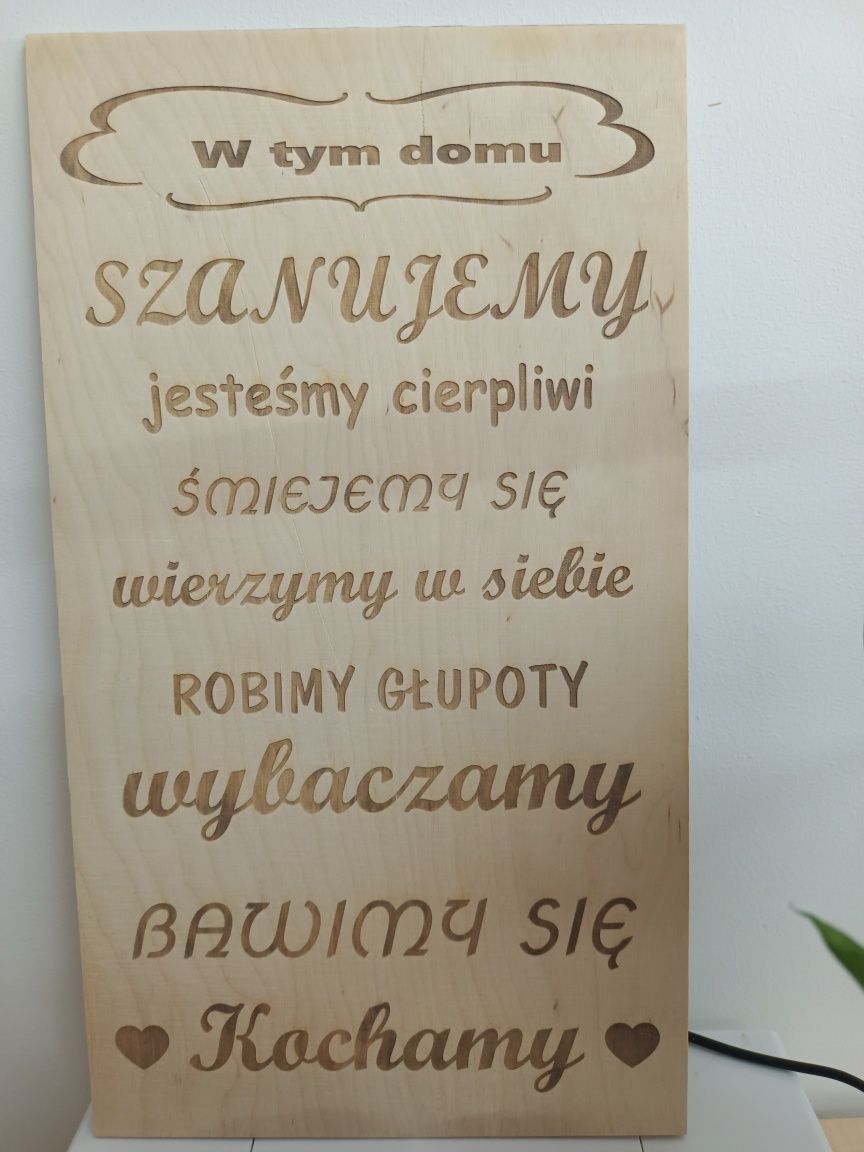 W tym domu
SZANUJEMY
jesteśmy cierpliwi
ŚMIEJEMY SIĘ
wierzymy w siebie
ROBIMY GŁUPOTY
wybaczamy
BAWIMY SIĘ
Kochamy